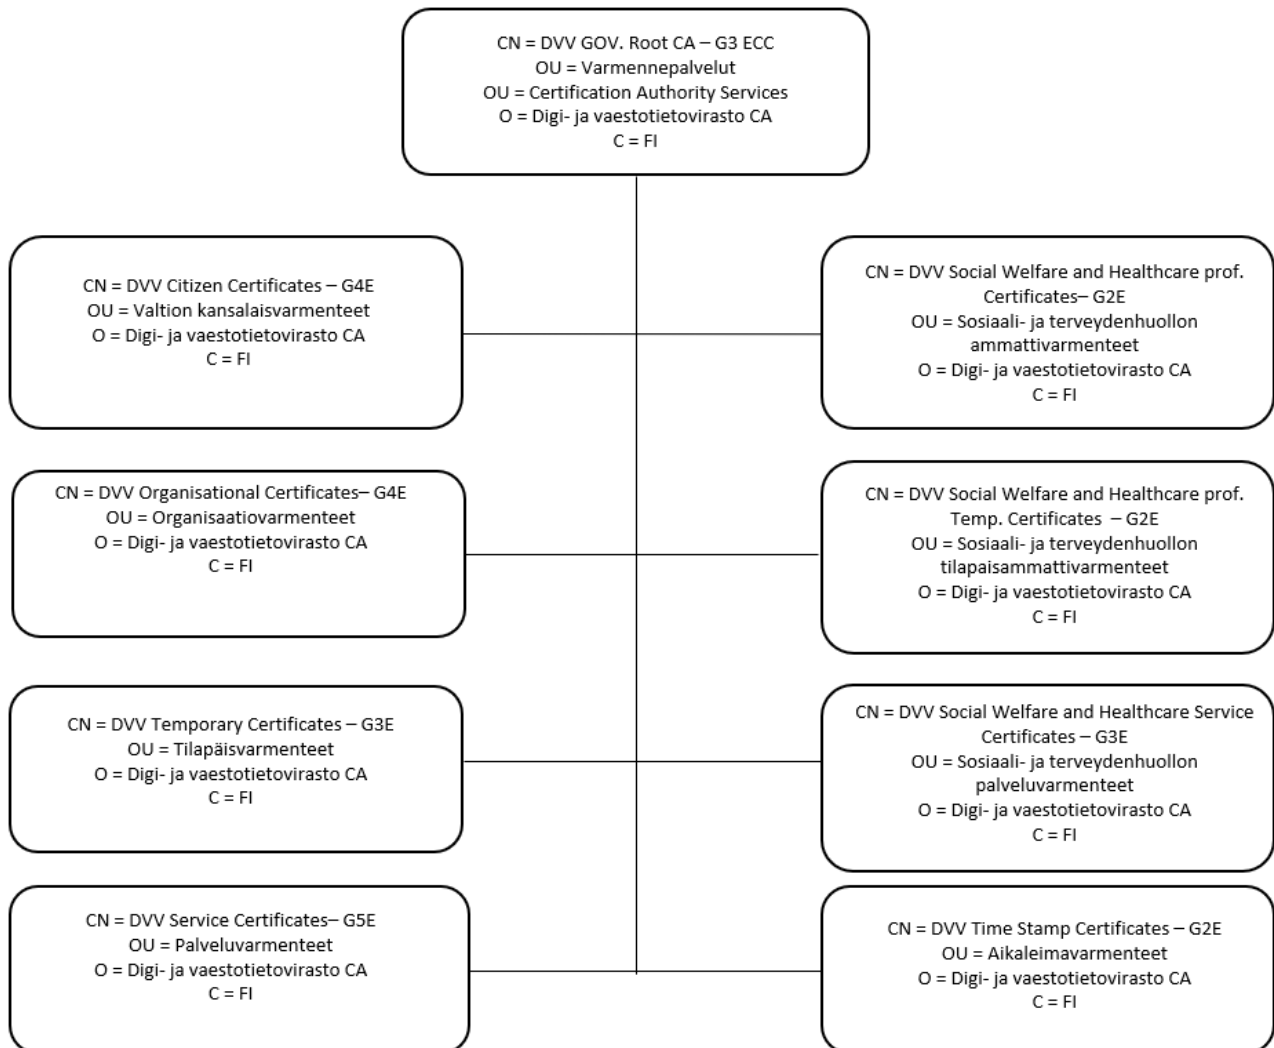 CN = DVV GOV. Root CA – G3 ECC
OU = Varmennepalvelut
OU = Certification Authority Services
O = Digi- ja vaestotietovirasto CA
C = FI
CN = DVV Citizen Certificates – G4E
OU = Valtion kansalaisvarmenteet
O = Digi- ja vaestotietovirasto CA
C = FI
CN = DVV Social Welfare and Healthcare prof.
Certificates– G2E
OU = Sosiaali- ja terveydenhuollon
ammattivarmenteet
O = Digi- ja vaestotietovirasto CA
C = FI
CN = DVV Organisational Certificates– G4E
OU = Organisaatiovarmenteet
O = Digi- ja vaestotietovirasto CA
C = FI
CN = DVV Social Welfare and Healthcare prof.
Temp. Certificates – G2E
OU = Sosiaali- ja terveydenhuollon
tilapaisammattivarmenteet
O = Digi- ja vaestotietovirasto CA
C = FI
CN = DVV Temporary Certificates – G3E
OU = Tilapäisvarmenteet
O = Digi- ja vaestotietovirasto CA
C = FI
CN = DVV Social Welfare and Healthcare Service
Certificates – G3E
OU = Sosiaali- ja terveydenhuollon
palveluvarmenteet
O = Digi- ja vaestotietovirasto CA
C = FI
CN = DVV Service Certificates– G5E
OU = Palveluvarmenteet
O = Digi- ja vaestotietovirasto CA
C = FI
CN = DVV Time Stamp Certificates – G2E
OU = Aikaleimavarmenteet
O = Digi- ja vaestotietovirasto CA
C = FI